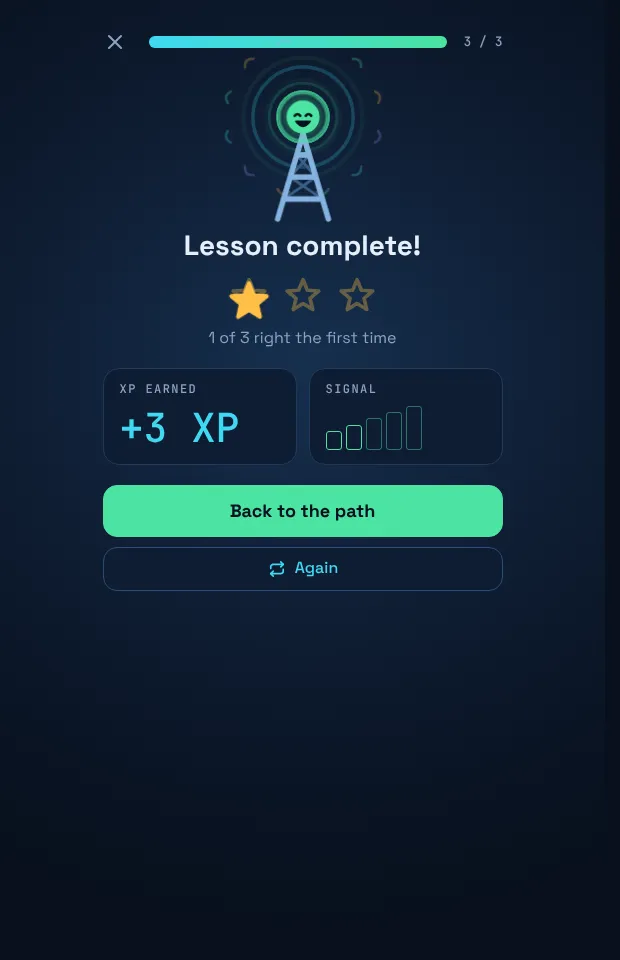 3 / 3
Lesson complete!
1 of 3 right the first time
XP EARNED
+3 XP
SIGNAL
Back to the path
Again